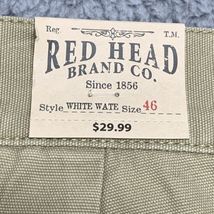 Reg. T.M.
RED HEAD
BRAND CO.
Since 1856
Style WHITE WATE Size 46
$29.99